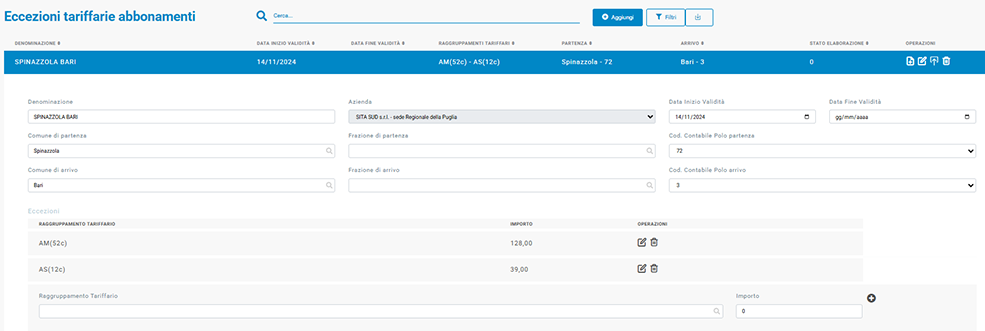 Eccezioni tariffarie abbonamenti
Cerca...
Aggiungi
Filtri
DENOMINAZIONE DATA INIZIO VALIDITÀ DATA FINE VALIDITÀ RAGGRUPPAMENTI TARIFFARI PARTENZA ARRIVO STATO ELABORAZIONE OPERAZIONI
SPINAZZOLA BARI 14/11/2024 AM(52c) - AS(12c) Spinazzola - 72 Bari - 3 0
Denominazione Azienda Data Inizio Validità Data Fine Validità
SPINAZZOLA BARI SITA SUD s.r.l. - sede Regionale della Puglia 14/11/2024 gg/mm/aaaa
Comune di partenza Frazione di partenza Cod. Contabile Polo partenza
Spinazzola 72
Comune di arrivo Frazione di arrivo Cod. Contabile Polo arrivo
Bari 3
Eccezioni
RAGGRUPPAMENTO TARIFFARIO IMPORTO OPERAZIONI
AM(52c) 128,00
AS(12c) 39,00
Raggruppamento Tariffario Importo
0